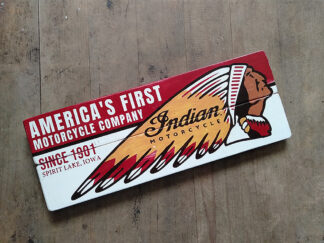 AMERICA'S FIRST
MOTORCYCLE COMPANY
SINCE 1901
SPIRIT LAKE, IOWA
Indian
MOTORCYCLE